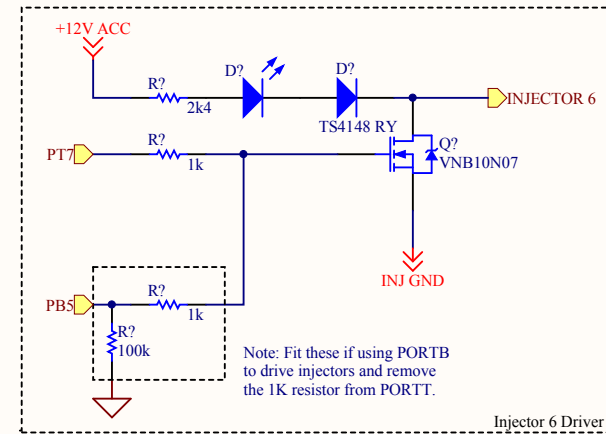 +12V ACC
R?
2k4
D?
D?
TS4148 RY
INJECTOR 6
PT7
R?
1k
Q?
VNB10N07
INJ GND
PB5
R?
1k
R?
100k
Note: Fit these if using PORTB
to drive injectors and remove
the 1K resistor from PORTT.
Injector 6 Driver